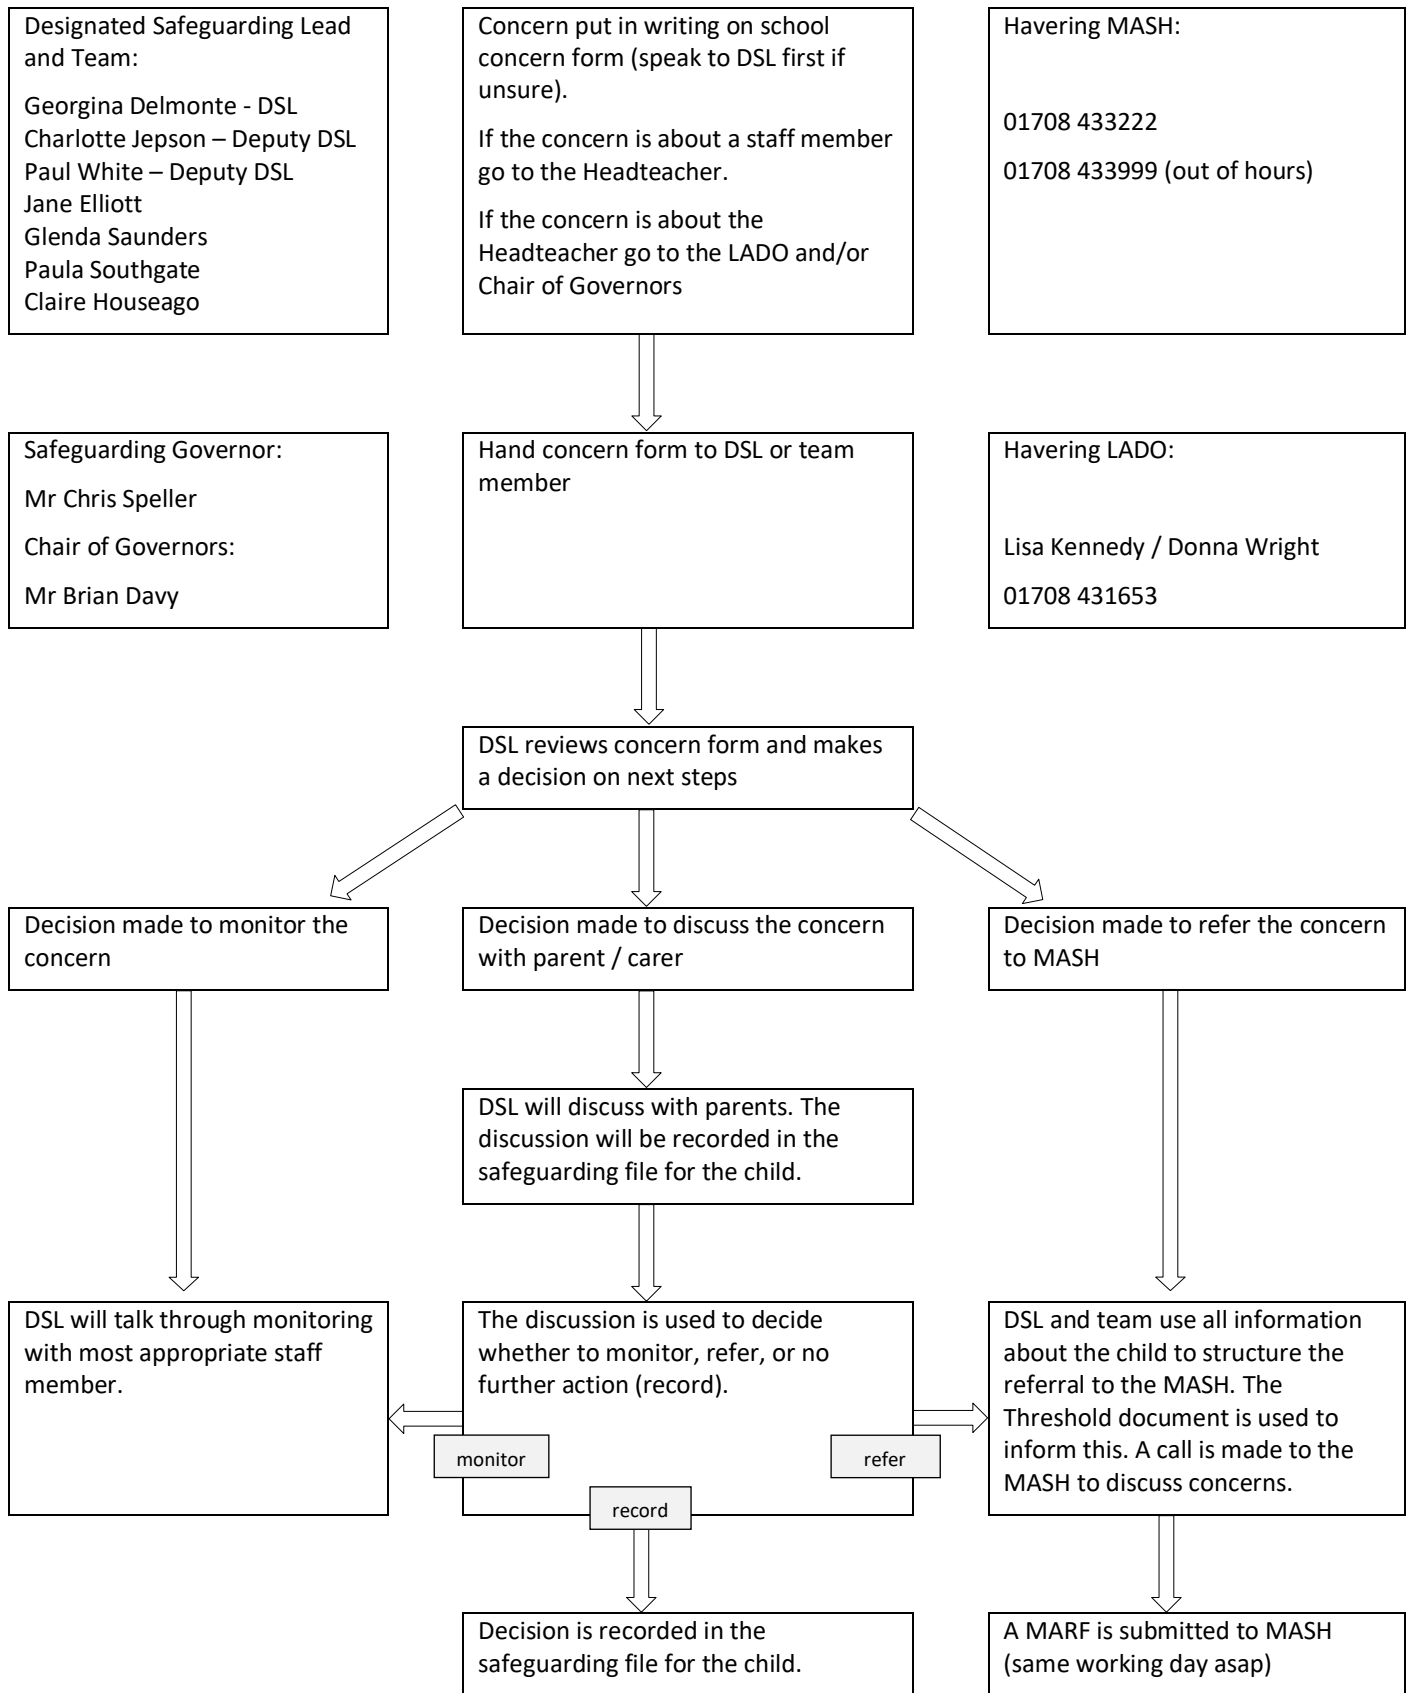 Designated Safeguarding Lead
and Team:
Georgina Delmonte - DSL
Charlotte Jepson – Deputy DSL
Paul White – Deputy DSL
Jane Elliott
Glenda Saunders
Paula Southgate
Claire Houseago
Concern put in writing on school
concern form (speak to DSL first if
unsure).
If the concern is about a staff member
go to the Headteacher.
If the concern is about the
Headteacher go to the LADO and/or
Chair of Governors
Havering MASH:
01708 433222
01708 433999 (out of hours)
Safeguarding Governor:
Mr Chris Speller
Chair of Governors:
Mr Brian Davy
Hand concern form to DSL or team
member
Havering LADO:
Lisa Kennedy / Donna Wright
01708 431653
DSL reviews concern form and makes
a decision on next steps
Decision made to monitor the
concern
Decision made to discuss the concern
with parent / carer
Decision made to refer the concern
to MASH
DSL will discuss with parents. The
discussion will be recorded in the
safeguarding file for the child.
DSL will talk through monitoring
with most appropriate staff
member.
The discussion is used to decide
whether to monitor, refer, or no
further action (record).
DSL and team use all information
about the child to structure the
referral to the MASH. The
Threshold document is used to
inform this. A call is made to the
MASH to discuss concerns.
monitor
refer
record
Decision is recorded in the
safeguarding file for the child.
A MARF is submitted to MASH
(same working day asap)